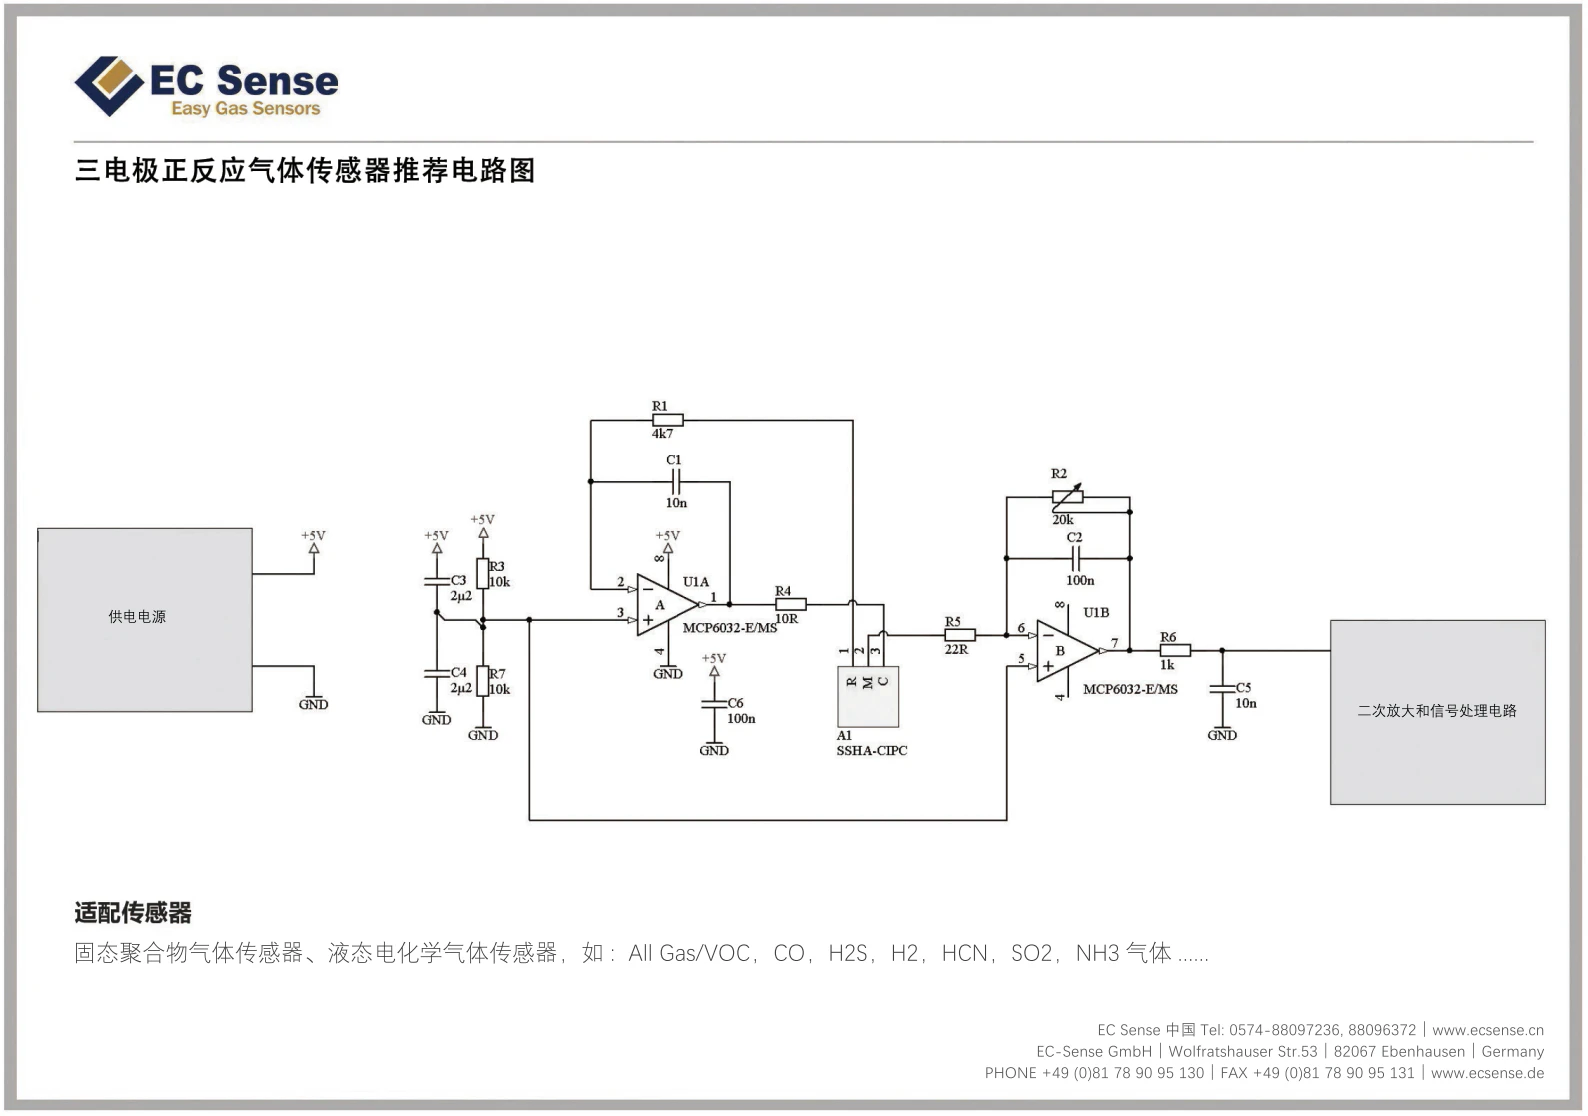 EC Sense
Easy Gas Sensors
三电极正反应气体传感器推荐电路图
R1
4k7
C1
10n
R2
20k
C2
100n
+5V
+5V
+5V
+5V
8
供电电源
C3
2µ2
R3
10k
2
3
A
U1A
1
MCP6032-E/MS
4
GND
R4
10R
R5
22R
8
U1B
6
5
B
7
MCP6032-E/MS
4
R6
1k
C4
2µ2
R7
10k
GND
GND
GND
+5V
C6
100n
GND
1
2
3
R
M
C
A1
SSHA-CIPC
C5
10n
GND
二次放大和信号处理电路
适配传感器
固态聚合物气体传感器、液态电化学气体传感器，如：All Gas/VOC，CO，H2S，H2，HCN，SO2，NH3 气体 ......
EC Sense 中国 Tel: 0574-88097236, 88096372｜www.ecsense.cn
EC-Sense GmbH｜Wolfratshauser Str.53｜82067 Ebenhausen｜Germany
PHONE +49 (0)81 78 90 95 130｜FAX +49 (0)81 78 90 95 131｜www.ecsense.de